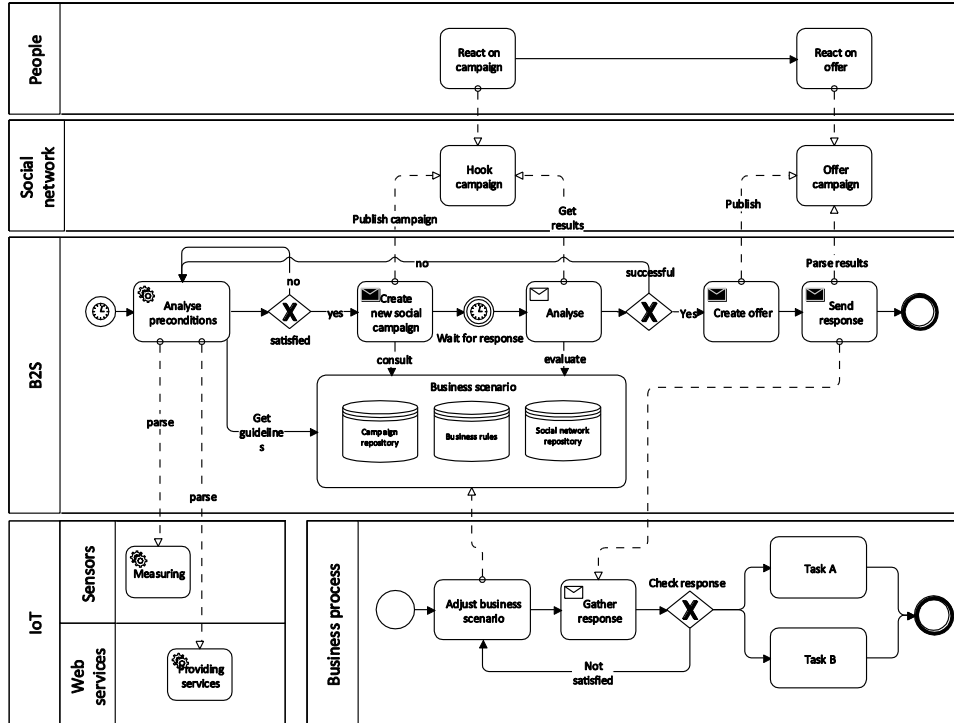 People
React on
campaign
React on
offer
Social
network
Hook
campaign
Offer
campaign
Publish campaign
Get
results
Publish
B2S
no
no
successful
Parse results
Analyse
preconditions
satisfied
yes
Create
new social
campaign
Wait for response
Analyse
Yes
Create offer
Send
response
consult
evaluate
Business scenario
Campaign
repository
Business rules
Social network
repository
Get
guideline
s
parse
parse
IoT
Sensors
Measuring
Web
services
Providing
services
Business process
Adjust business
scenario
Gather
response
Check response
Not
satisfied
Task A
Task B